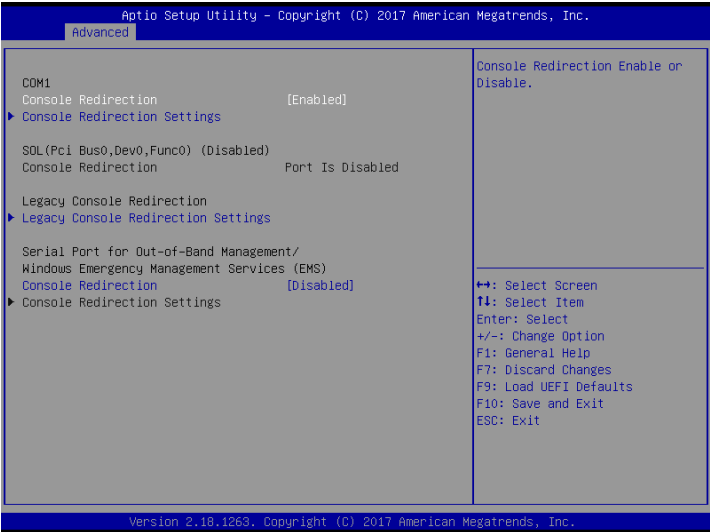 Aptio Setup Utility – Copyright (C) 2017 American Megatrends, Inc.
Advanced
COM1
Console Redirection [Enabled]
Console Redirection Settings
SOL(Pci Bus0,Dev0,Func0) (Disabled)
Console Redirection Port Is Disabled
Legacy Console Redirection
Legacy Console Redirection Settings
Serial Port for Out-of-Band Management/
Windows Emergency Management Services (EMS)
Console Redirection [Disabled]
Console Redirection Settings
Console Redirection Enable or
Disable.
↔: Select Screen
↑↓: Select Item
Enter: Select
+/-: Change Option
F1: General Help
F7: Discard Changes
F9: Load UEFI Defaults
F10: Save and Exit
ESC: Exit
Version 2.18.1263. Copyright (C) 2017 American Megatrends, Inc.